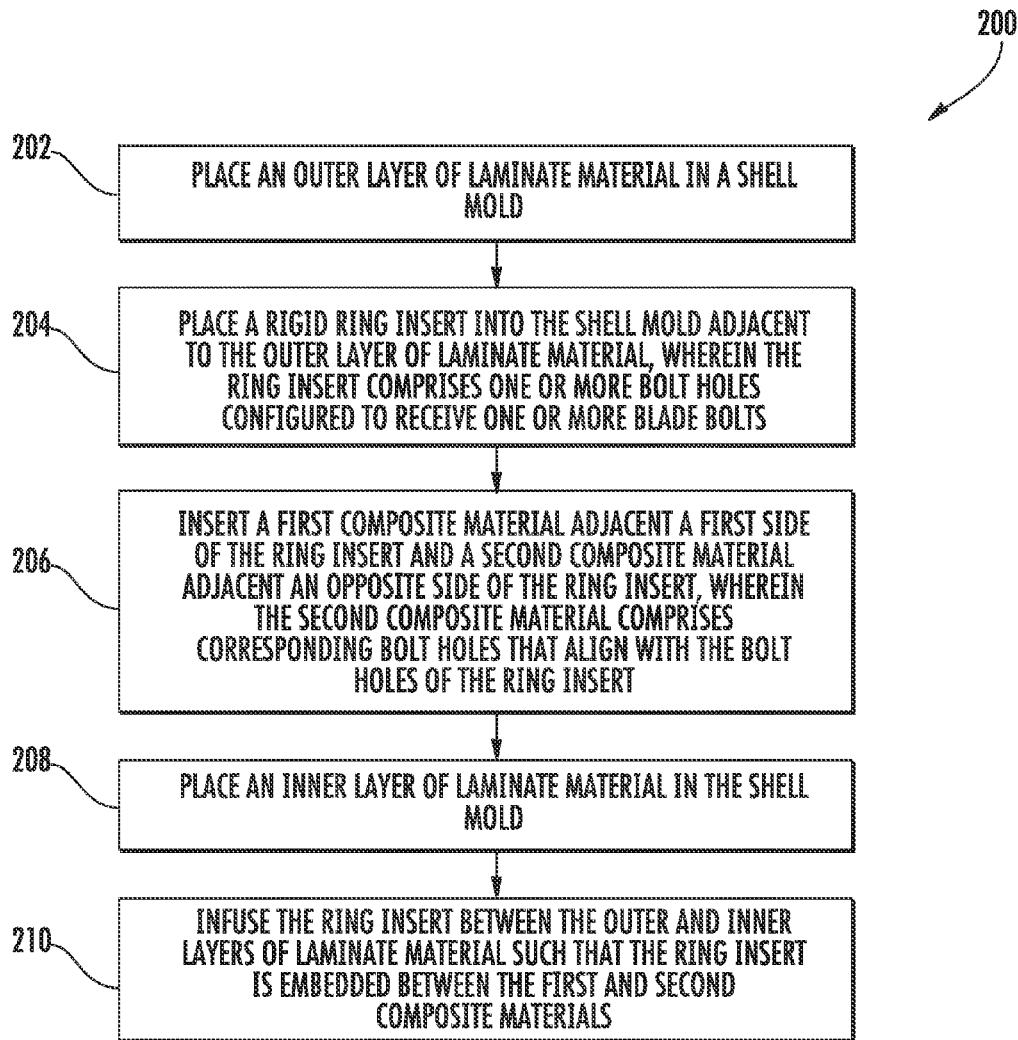 200
202
PLACE AN OUTER LAYER OF LAMINATE MATERIAL IN A SHELL
MOLD
204
PLACE A RIGID RING INSERT INTO THE SHELL MOLD ADJACENT
TO THE OUTER LAYER OF LAMINATE MATERIAL, WHEREIN THE
RING INSERT COMPRISES ONE OR MORE BOLT HOLES
CONFIGURED TO RECEIVE ONE OR MORE BLADE BOLTS
206
INSERT A FIRST COMPOSITE MATERIAL ADJACENT A FIRST SIDE
OF THE RING INSERT AND A SECOND COMPOSITE MATERIAL
ADJACENT AN OPPOSITE SIDE OF THE RING INSERT, WHEREIN
THE SECOND COMPOSITE MATERIAL COMPRISES
CORRESPONDING BOLT HOLES THAT ALIGN WITH THE BOLT
HOLES OF THE RING INSERT
208
PLACE AN INNER LAYER OF LAMINATE MATERIAL IN THE SHELL
MOLD
210
INFUSE THE RING INSERT BETWEEN THE OUTER AND INNER
LAYERS OF LAMINATE MATERIAL SUCH THAT THE RING INSERT
IS EMBEDDED BETWEEN THE FIRST AND SECOND
COMPOSITE MATERIALS